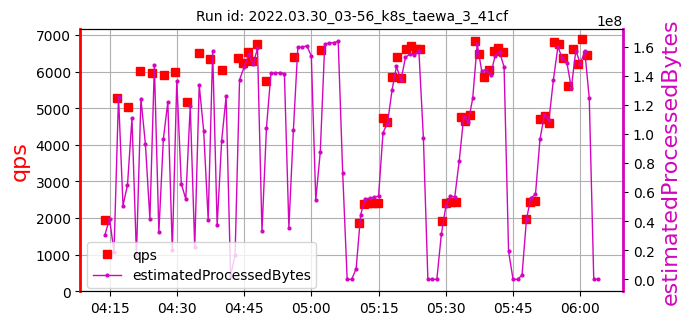 Run id: 2022.03.30_03-56_k8s_taewa_3_41cf
1e8
7000
6000
5000
4000
3000
2000
1000
0
qps
1.6
1.4
1.2
1.0
0.8
0.6
0.4
0.2
0.0
estimatedProcessedBytes
qps
estimatedProcessedBytes
04:15 04:30 04:45 05:00 05:15 05:30 05:45 06:00